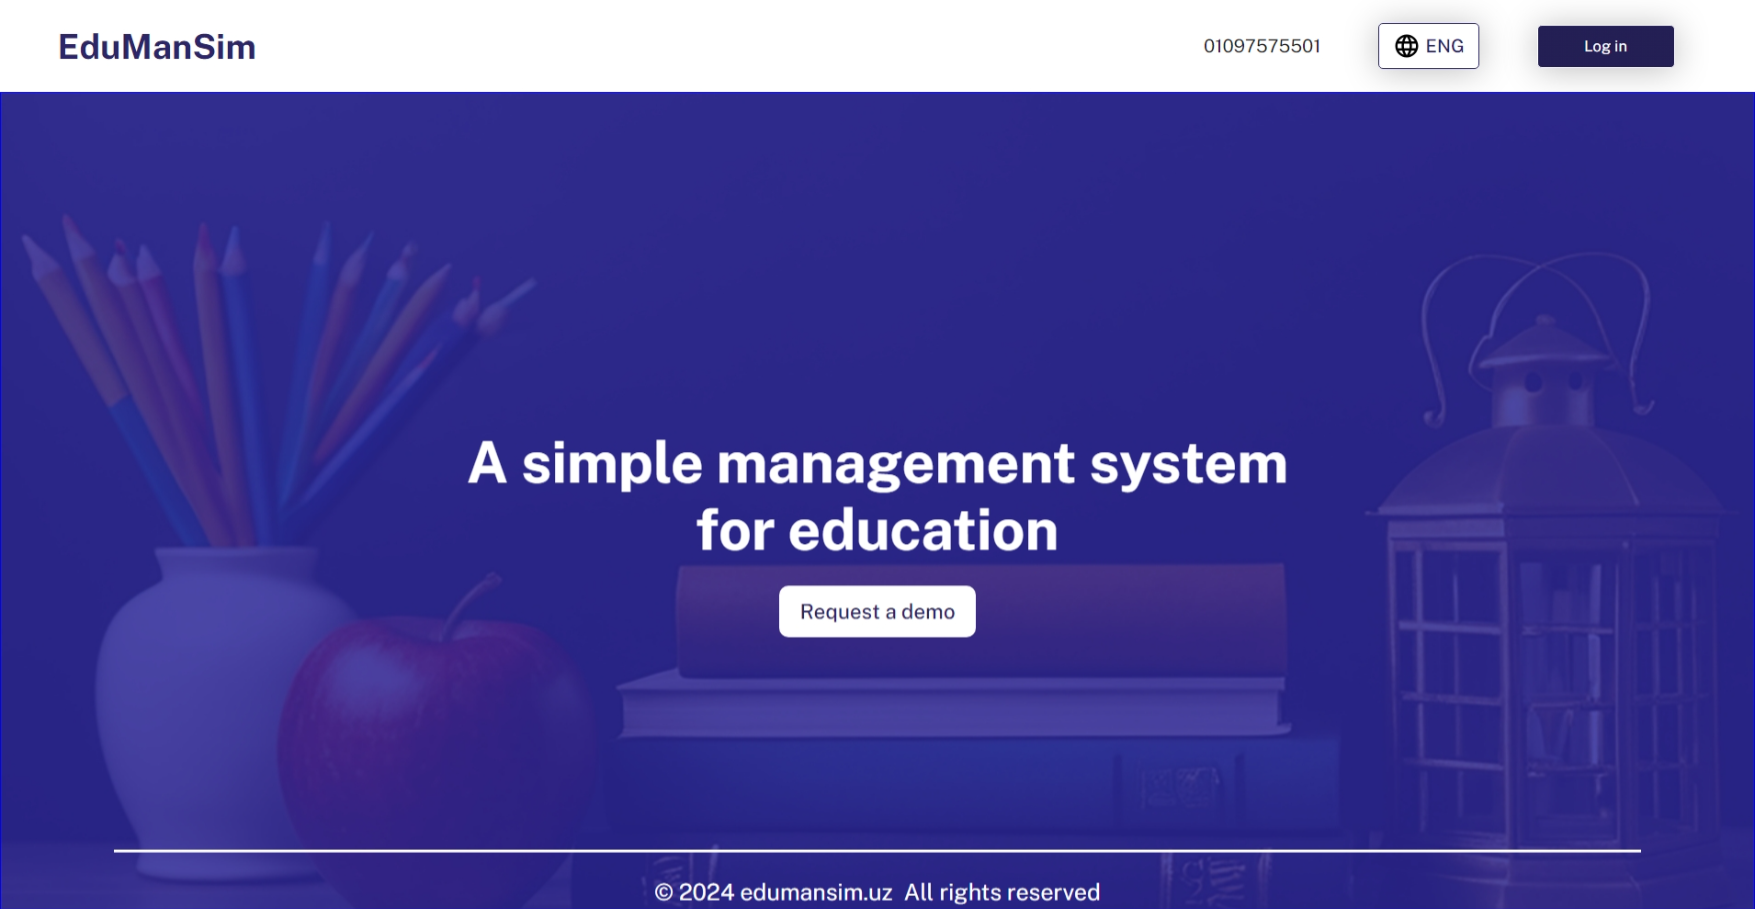 EduManSim
01097575501
ENG
Log in
A simple management system
for education
Request a demo
© 2024 edumansim.uz All rights reserved